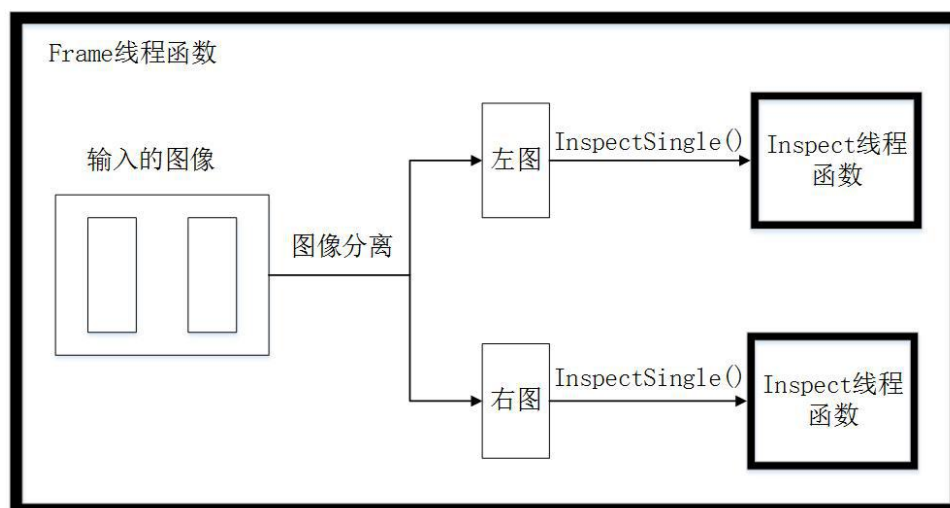 Frame线程函数
输入的图像
图像分离
左图
InspectSingle()
Inspect线程
函数
右图
InspectSingle()
Inspect线程
函数